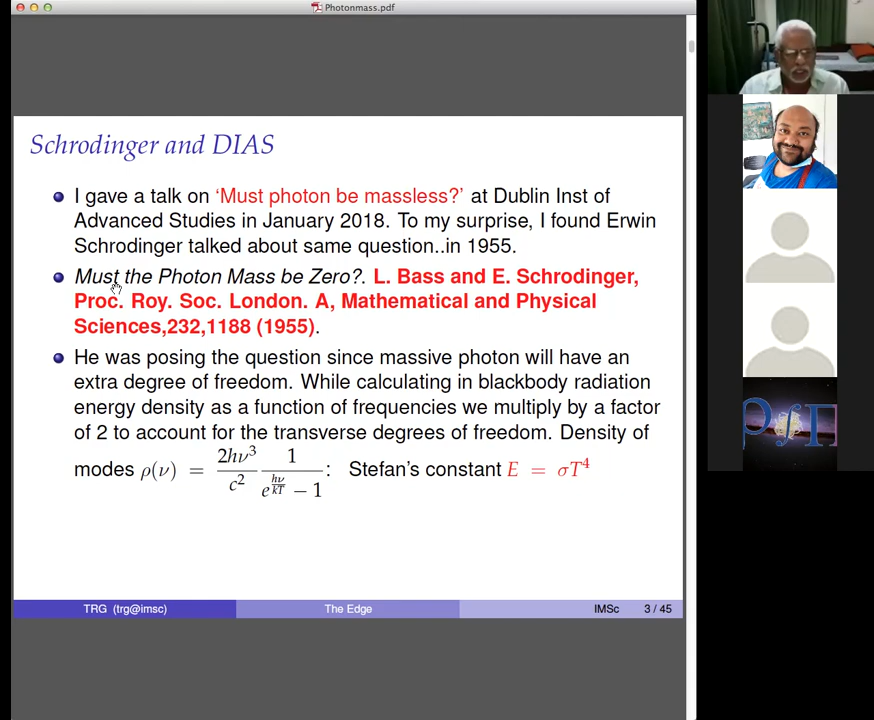 Photonmass.pdf
Schrodinger and DIAS
I gave a talk on ‘Must photon be massless?’ at Dublin Inst of
Advanced Studies in January 2018. To my surprise, I found Erwin
Schrodinger talked about same question..in 1955.
Must the Photon Mass be Zero?. L. Bass and E. Schrodinger,
Proc. Roy. Soc. London. A, Mathematical and Physical
Sciences,232,1188 (1955).
He was posing the question since massive photon will have an
extra degree of freedom. While calculating in blackbody radiation
energy density as a function of frequencies we multiply by a factor
of 2 to account for the transverse degrees of freedom. Density of
modes ρ(ν) = 2hν³/c² 1/(e^(hν/kT) − 1): Stefan's constant E = σT⁴
TRG (trg@imsc) The Edge IMSc 3 / 45
ρ∫π